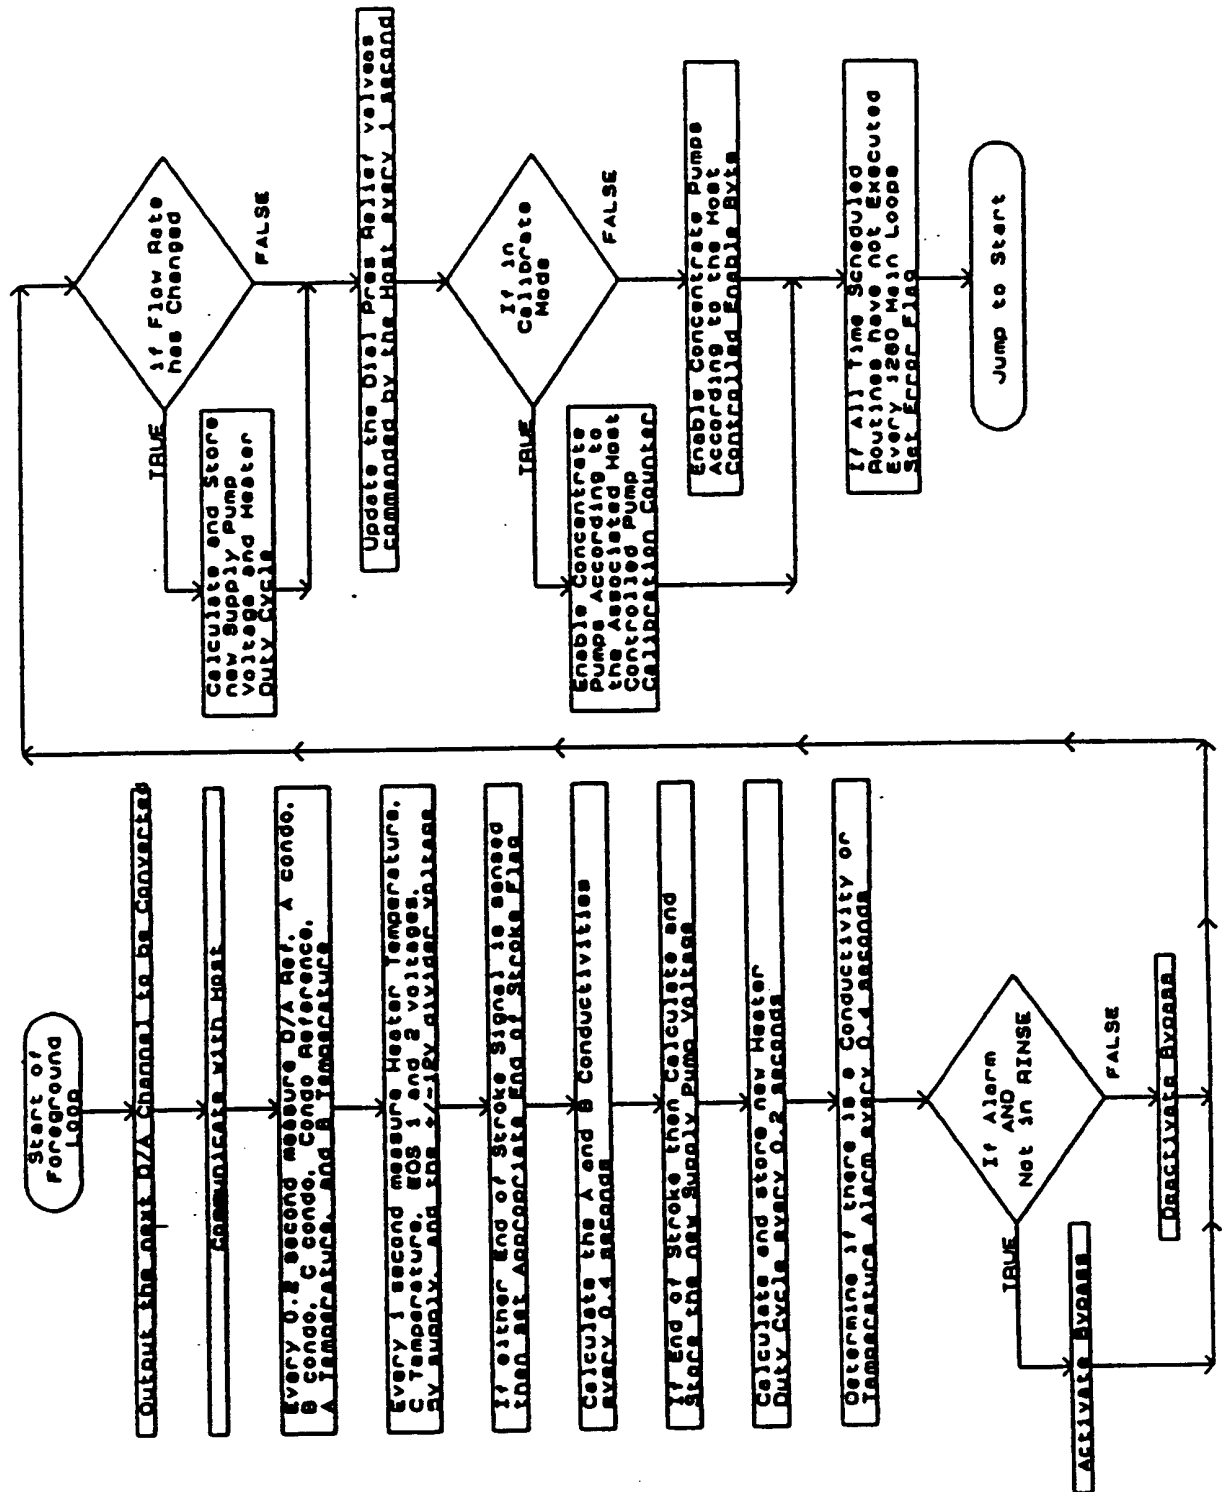 Start of
Foreground
Loop
Output the next D/A Channel to be Converted
Communicate with Host
Every 0.2 second measure D/A Ref. A condo.
B condo. C condo. Condo Reference.
A Temperature. and B Temperature
Every 1 second measure Heater Temperature.
C Temperature. EOS 1 and 2 voltages.
5v supply. and the +/-12v divider voltage
If either End of Stroke Signal is sensed
then set Appropriate End of Stroke Flag
Calculate the A and B Conductivities
every 0.4 seconds
If End of Stroke then Calculate and
Store the new Supply Pump Voltage
Calculate and store new Heater
Duty Cycle every 0.2 seconds
Determine if there is a Conductivity or
Temperature Alarm every 0.4 seconds
If Alarm
AND
Not in RINSE
TRUE
FALSE
Activate Bypass
Deactivate Bypass
if Flow Rate
has Changed
TRUE
FALSE
Calculate and Store
new Supply Pump
Voltage and Heater
Duty Cycle
Update the Dial Pres Relief valves
commanded by the Host every 1 second
If in
Calibrate
Mode
TRUE
FALSE
Enable Concentrate
Pumps According to
the Associated Host
Controlled Pump
Calibration Counter
Enable Concentrate Pumps
According to the Host
Controlled Enable Byte
If All Time Scheduled
Routines have not Executed
Every 1280 Main Loops
Set Error Flag
Jump to Start